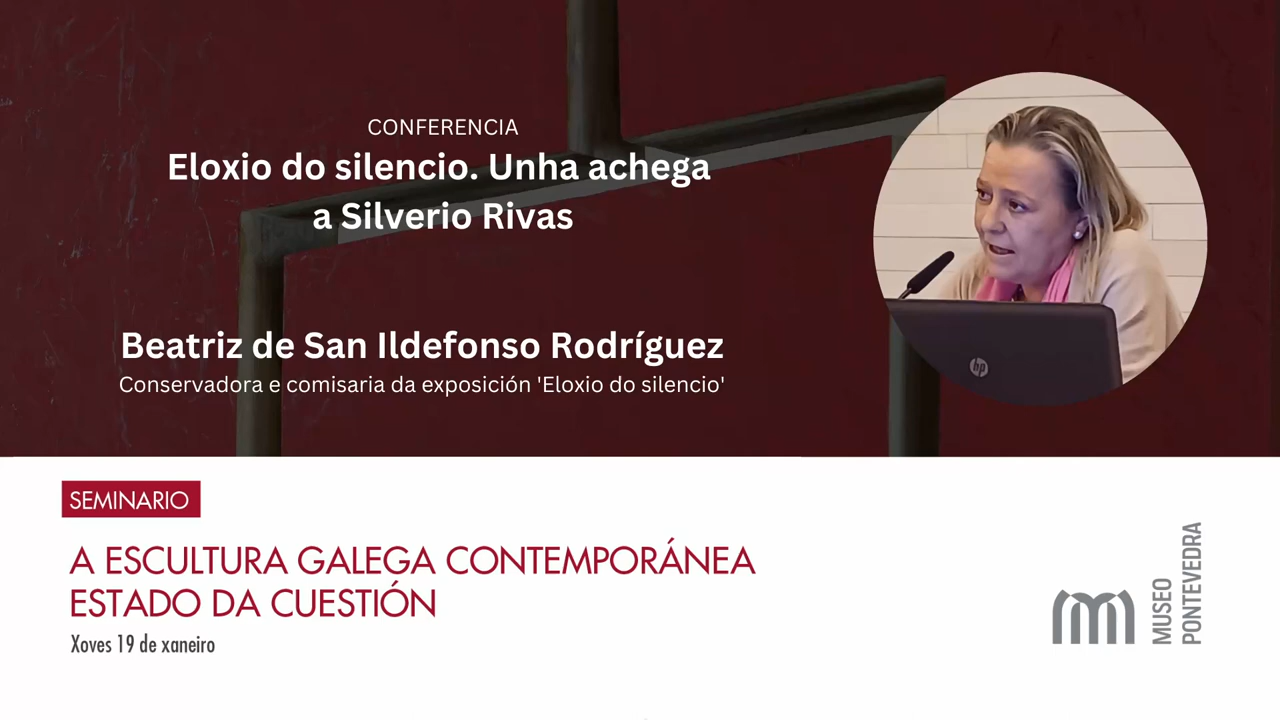 CONFERENCIA
Eloxio do silencio. Unha achega
a Silverio Rivas
Beatriz de San Ildefonso Rodríguez
Conservadora e comisaria da exposición 'Eloxio do silencio'
hp
SEMINARIO
A ESCULTURA GALEGA CONTEMPORÁNEA
ESTADO DA CUESTIÓN
Xoves 19 de xaneiro
MUSEO
PONTEVEDRA